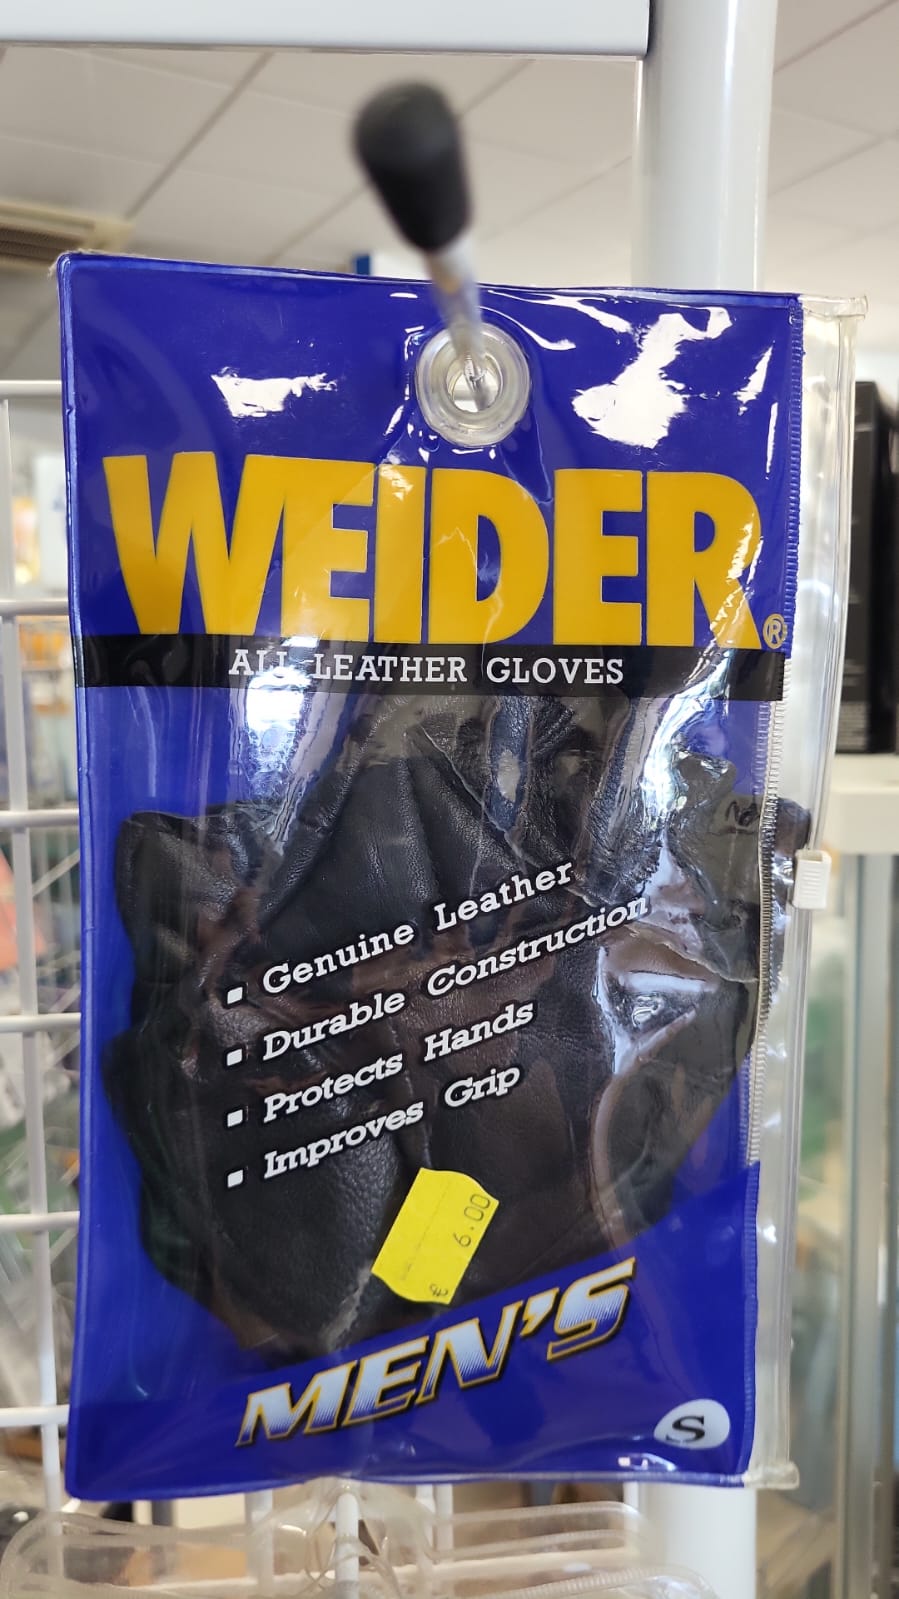 WEIDER®
ALL LEATHER GLOVES
▪ Genuine Leather
▪ Durable Construction
▪ Protects Hands
▪ Improves Grip
6.00
MEN'S
S